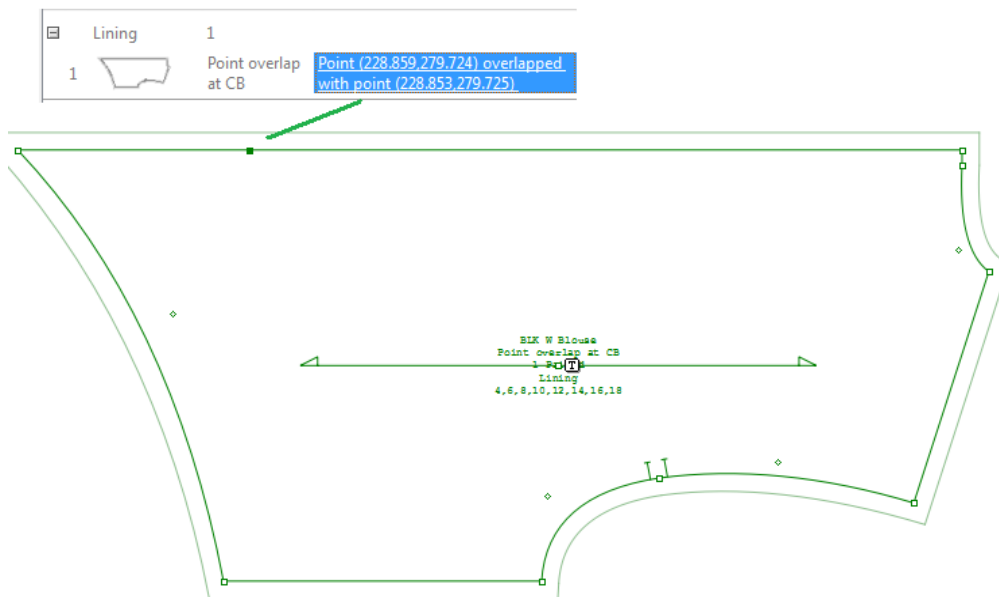 Lining 1
1 Point overlap at CB Point (228.859,279.724) overlapped with point (228.853,279.725)
BLK W Blouse
Point overlap at CB
1
Lining
4,6,8,10,12,14,16,18
T